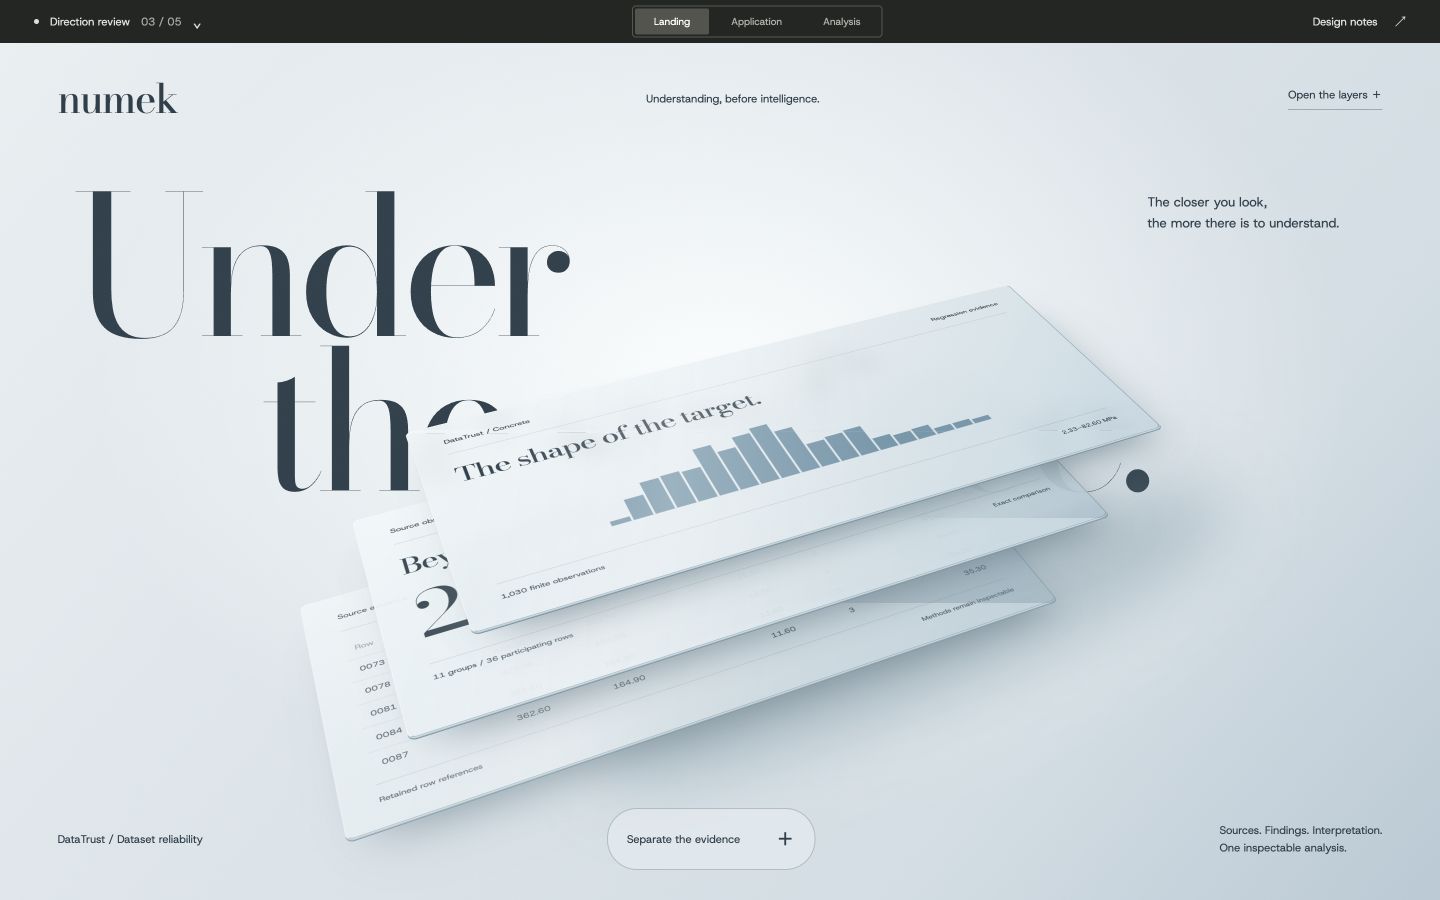 Direction review 03 / 05
Landing
Application
Analysis
Design notes
numek
Understanding, before intelligence.
Open the layers +
Under
the
The closer you look,
the more there is to understand.
Regression evidence
DataTrust / Concrete
The shape of the target.
2.33–82.60 MPa
1,030 finite observations
Exact comparison
2
11 groups / 36 participating rows
35.30
Methods remain inspectable
3
11.60
164.90
362.60
Row
0073
0078
0081
0084
0087
Retained row references
Separate the evidence +
DataTrust / Dataset reliability
Sources. Findings. Interpretation.
One inspectable analysis.